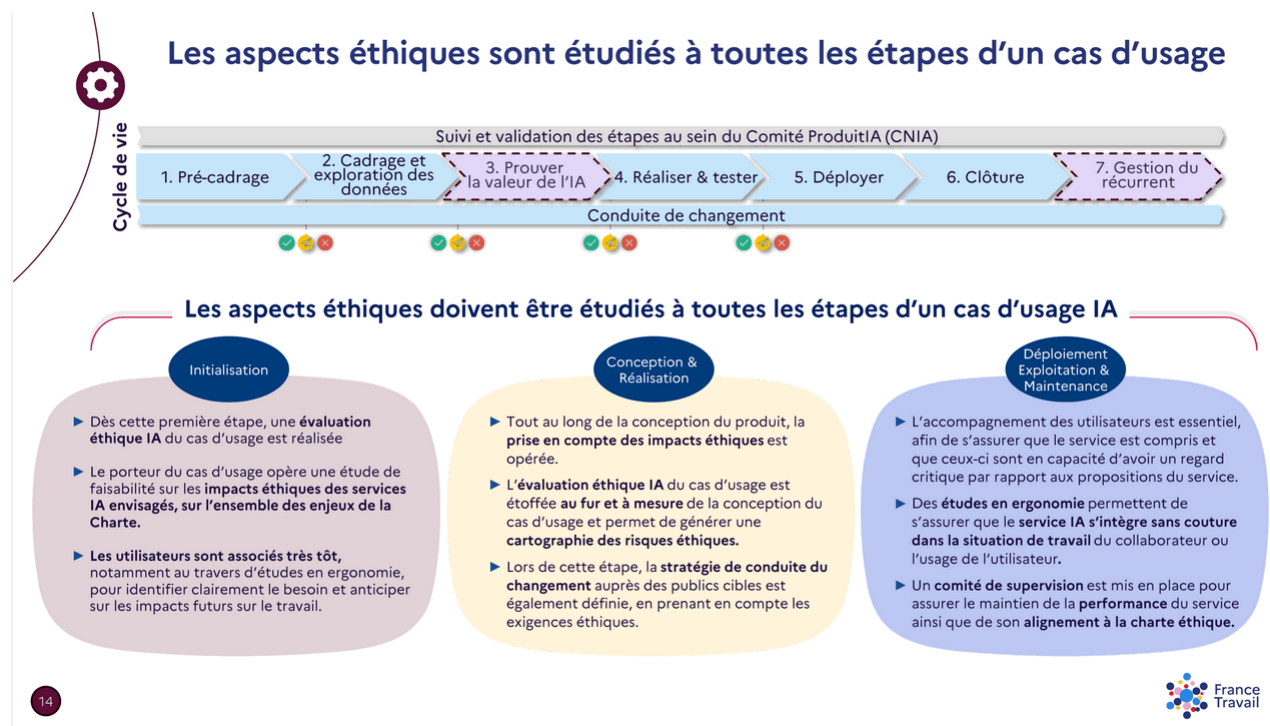 Les aspects éthiques sont étudiés à toutes les étapes d'un cas d'usage
Cycle de vie
Suivi et validation des étapes au sein du Comité ProduitIA (CNIA)
1. Pré-cadrage
2. Cadrage et
exploration des
données
3. Prouver
la valeur de l'IA
4. Réaliser & tester
5. Déployer
6. Clôture
7. Gestion du
récurrent
Conduite de changement
Les aspects éthiques doivent être étudiés à toutes les étapes d'un cas d'usage IA
Initialisation
Dès cette première étape, une évaluation
éthique IA du cas d'usage est réalisée
Le porteur du cas d'usage opère une étude de
faisabilité sur les impacts éthiques des services
IA envisagés, sur l'ensemble des enjeux de la
Charte.
Les utilisateurs sont associés très tôt,
notamment au travers d'études en ergonomie,
pour identifier clairement le besoin et anticiper
sur les impacts futurs sur le travail.
Conception &
Réalisation
Tout au long de la conception du produit, la
prise en compte des impacts éthiques est
opérée.
L'évaluation éthique IA du cas d'usage est
étoffée au fur et à mesure de la conception du
cas d'usage et permet de générer une
cartographie des risques éthiques.
Lors de cette étape, la stratégie de conduite du
changement auprès des publics cibles est
également définie, en prenant en compte les
exigences éthiques.
Déploiement
Exploitation &
Maintenance
L'accompagnement des utilisateurs est essentiel,
afin de s'assurer que le service est compris et
que ceux-ci sont en capacité d'avoir un regard
critique par rapport aux propositions du service.
Des études en ergonomie permettent de
s'assurer que le service IA s'intègre sans couture
dans la situation de travail du collaborateur ou
l'usage de l'utilisateur.
Un comité de supervision est mis en place pour
assurer le maintien de la performance du service
ainsi que de son alignement à la charte éthique.
14
France
Travail